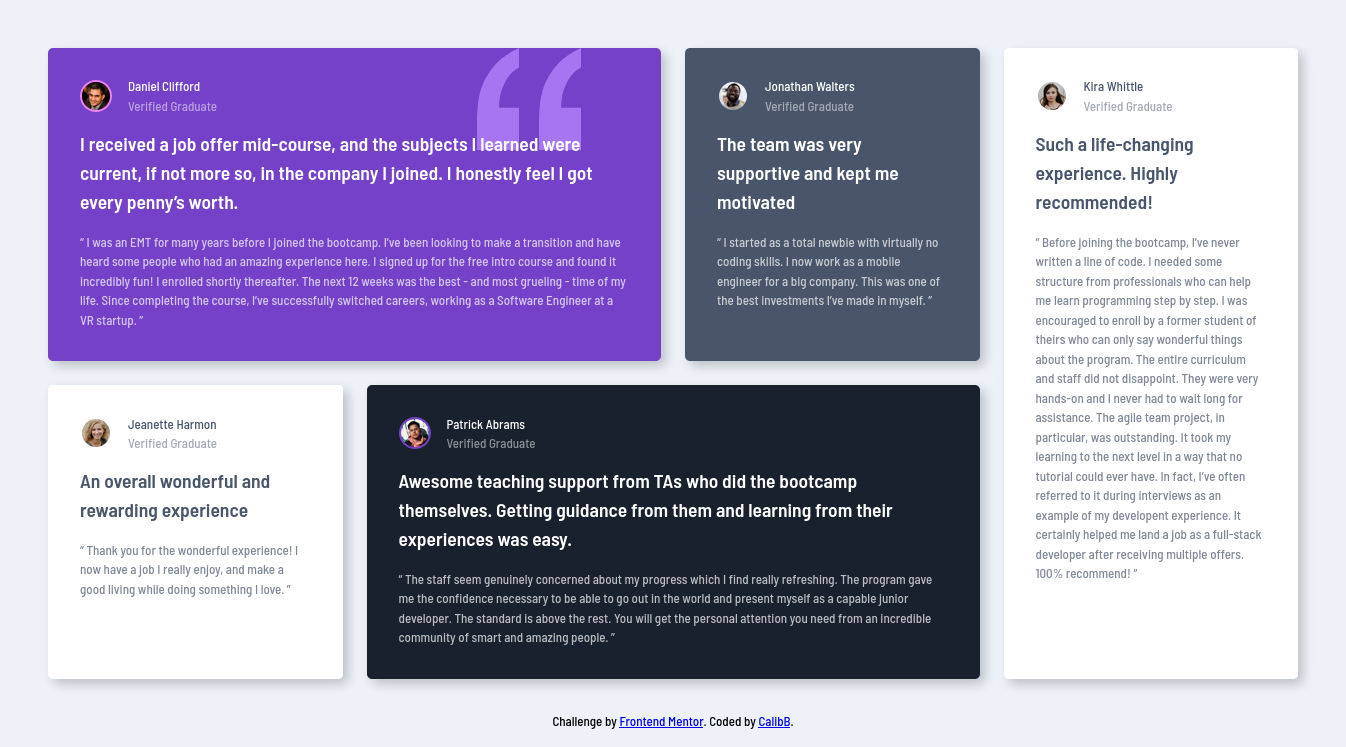 Daniel Clifford
Verified Graduate
I received a job offer mid-course, and the subjects I learned were
current, if not more so, in the company I joined. I honestly feel I got
every penny’s worth.
“ I was an EMT for many years before I joined the bootcamp. I’ve been looking to make a transition and have
heard some people who had an amazing experience here. I signed up for the free intro course and found it
incredibly fun! I enrolled shortly thereafter. The next 12 weeks was the best - and most grueling - time of my
life. Since completing the course, I’ve successfully switched careers, working as a Software Engineer at a
VR startup. ”
Jonathan Walters
Verified Graduate
The team was very
supportive and kept me
motivated
“ I started as a total newbie with virtually no
coding skills. I now work as a mobile
engineer for a big company. This was one of
the best investments I’ve made in myself. ”
Kira Whittle
Verified Graduate
Such a life-changing
experience. Highly
recommended!
“ Before joining the bootcamp, I’ve never
written a line of code. I needed some
structure from professionals who can help
me learn programming step by step. I was
encouraged to enroll by a former student of
theirs who can only say wonderful things
about the program. The entire curriculum
and staff did not disappoint. They were very
hands-on and I never had to wait long for
assistance. The agile team project, in
particular, was outstanding. It took my
learning to the next level in a way that no
tutorial could ever have. In fact, I’ve often
referred to it during interviews as an
example of my developent experience. It
certainly helped me land a job as a full-stack
developer after receiving multiple offers.
100% recommend! ”
Jeanette Harmon
Verified Graduate
An overall wonderful and
rewarding experience
“ Thank you for the wonderful experience! I
now have a job I really enjoy, and make a
good living while doing something I love. ”
Patrick Abrams
Verified Graduate
Awesome teaching support from TAs who did the bootcamp
themselves. Getting guidance from them and learning from their
experiences was easy.
“ The staff seem genuinely concerned about my progress which I find really refreshing. The program gave
me the confidence necessary to be able to go out in the world and present myself as a capable junior
developer. The standard is above the rest. You will get the personal attention you need from an incredible
community of smart and amazing people. ”
Challenge by Frontend Mentor. Coded by CalibB.